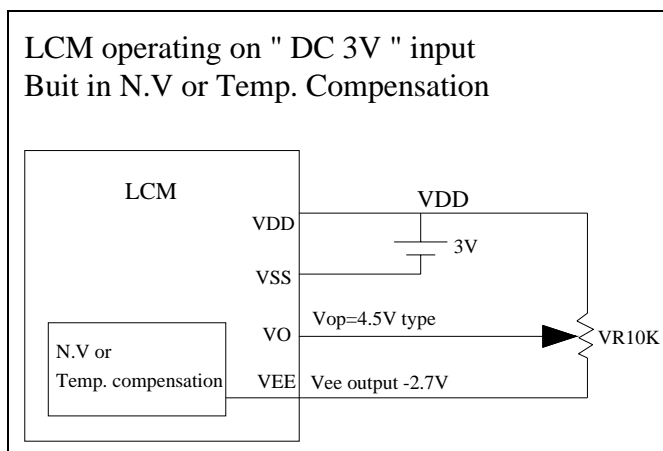 LCM operating on " DC 3V " input
Buit in N.V or Temp. Compensation
LCM
VDD
VDD
3V
VSS
VO
Vop=4.5V type
VR10K
N.V or
Temp. compensation
VEE
Vee output -2.7V